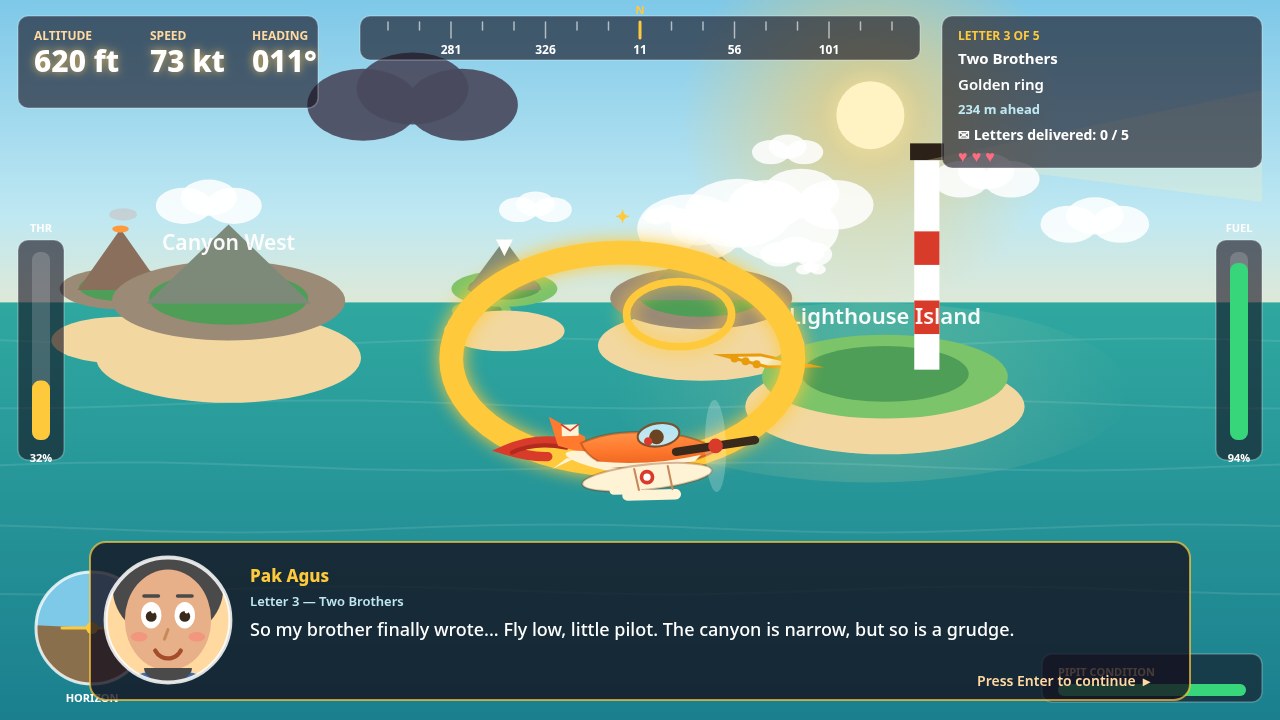 N
ALTITUDE SPEED HEADING
620 ft 73 kt 011°
281 326 11 56 101
LETTER 3 OF 5
Two Brothers
Golden ring
234 m ahead
✉ Letters delivered: 0 / 5
♥ ♥ ♥
THR
FUEL
Canyon West
Lighthouse Island
32%
94%
Pak Agus
Letter 3 — Two Brothers
So my brother finally wrote... Fly low, little pilot. The canyon is narrow, but so is a grudge.
PIPIT CONDITION
Press Enter to continue ►
HORIZON